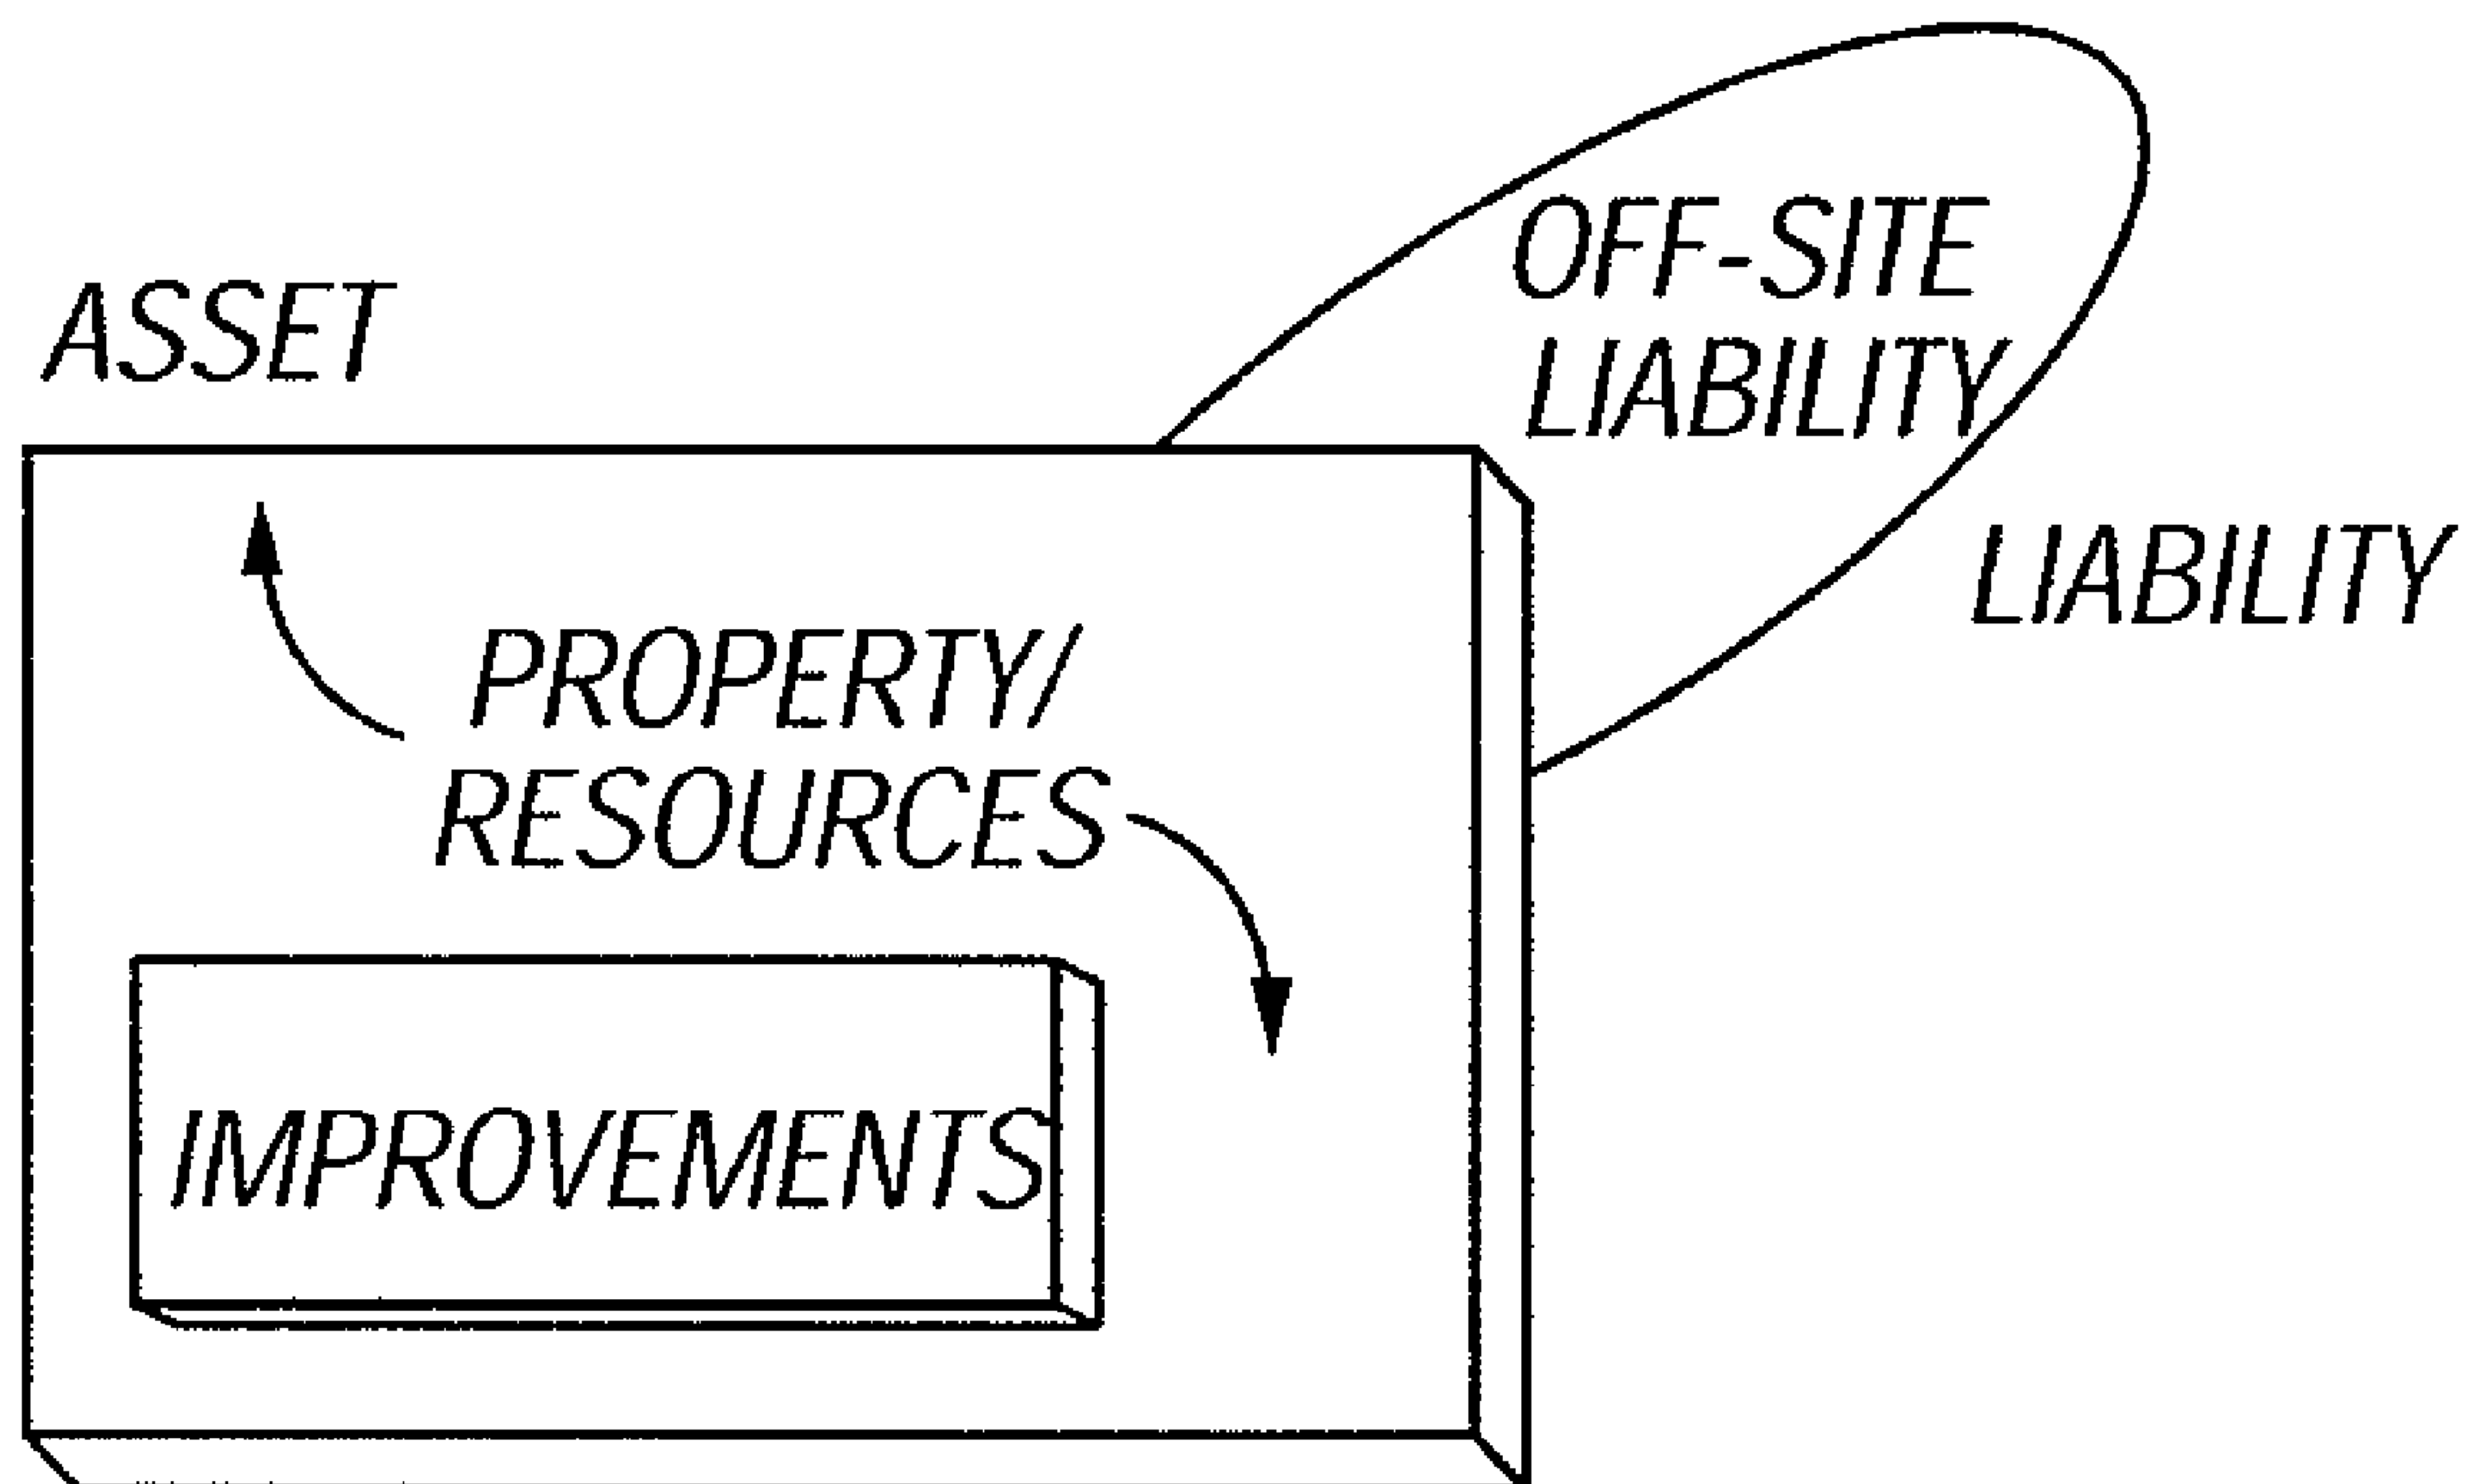 ASSET
OFF-SITE
LIABILITY
LIABILITY
PROPERTY/
RESOURCES
IMPROVEMENTS